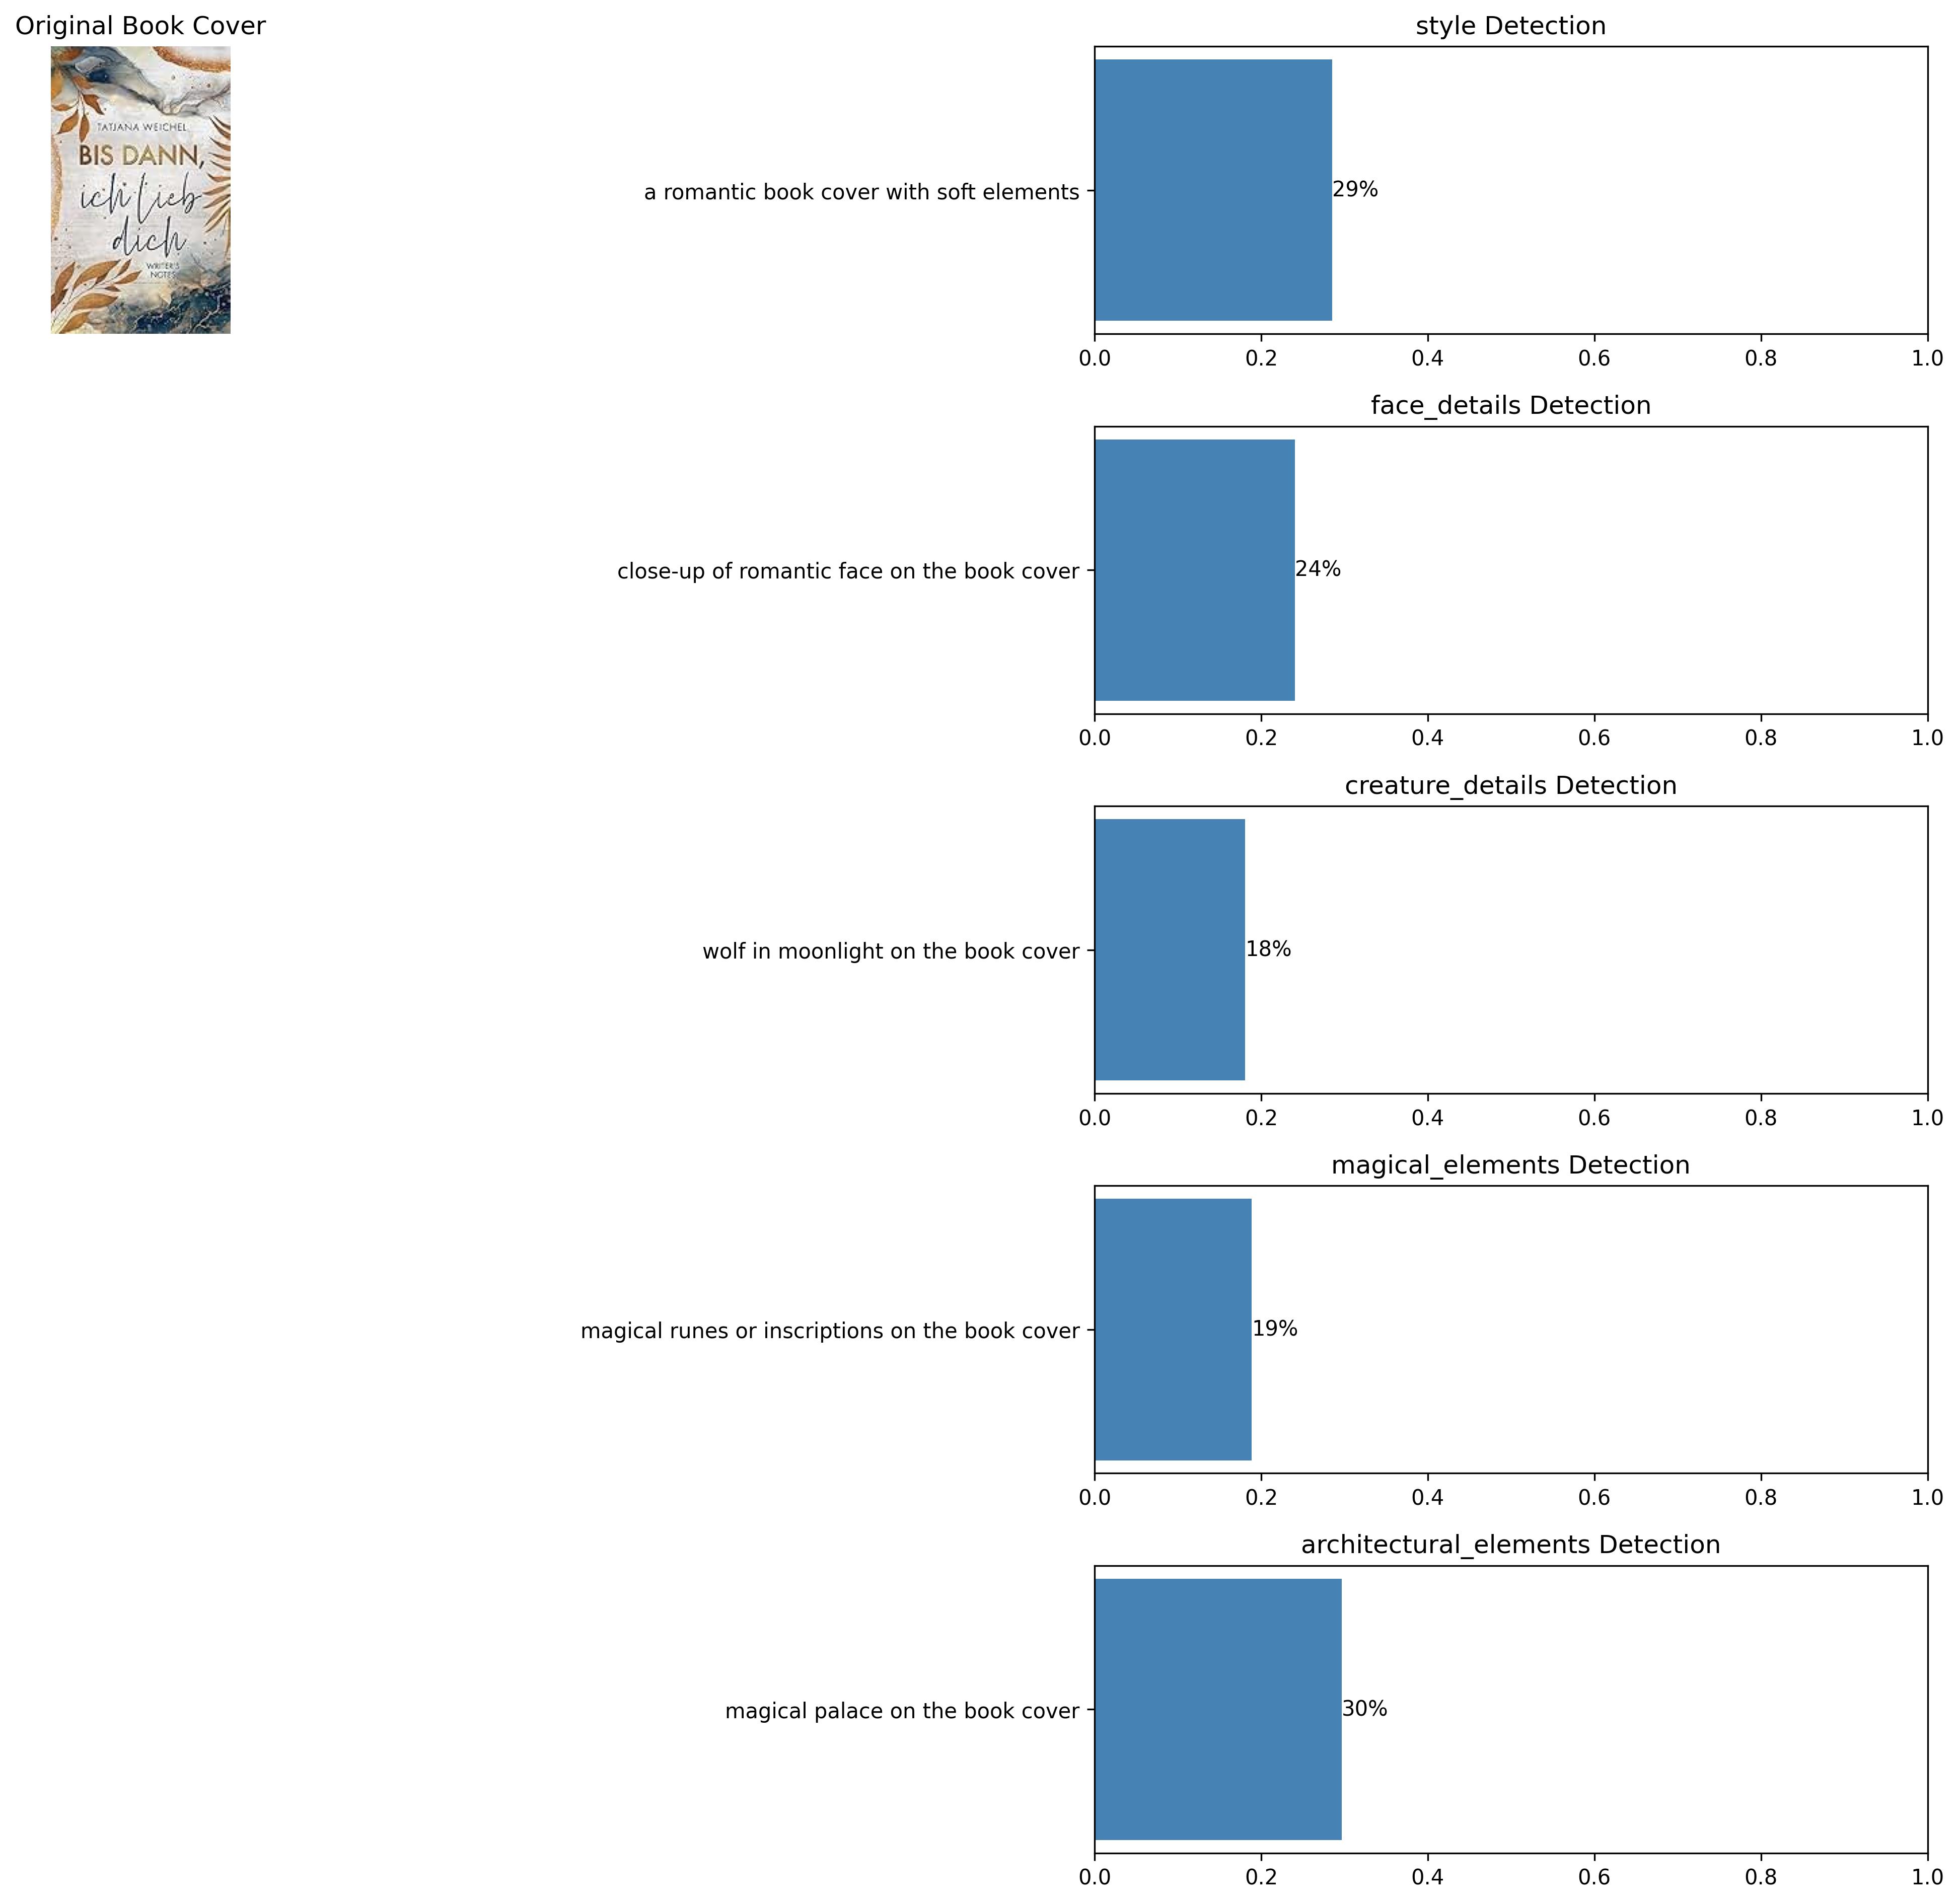 Original Book Cover
TATJANA WEICHEL
BIS DANN,
ich lieb
dich
WRITER'S
NOTES
style Detection
a romantic book cover with soft elements
29%
0.0 0.2 0.4 0.6 0.8 1.0
face_details Detection
close-up of romantic face on the book cover
24%
0.0 0.2 0.4 0.6 0.8 1.0
creature_details Detection
wolf in moonlight on the book cover
18%
0.0 0.2 0.4 0.6 0.8 1.0
magical_elements Detection
magical runes or inscriptions on the book cover
19%
0.0 0.2 0.4 0.6 0.8 1.0
architectural_elements Detection
magical palace on the book cover
30%
0.0 0.2 0.4 0.6 0.8 1.0